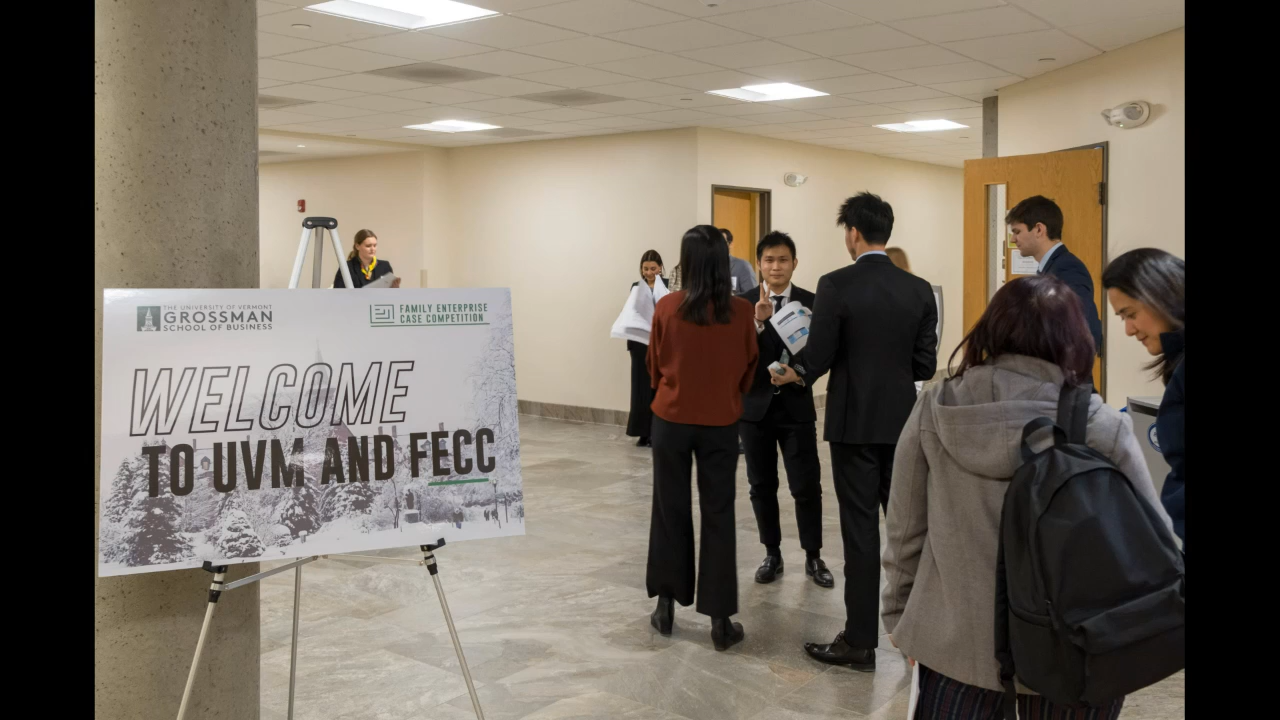 THE UNIVERSITY OF VERMONT
GROSSMAN
SCHOOL OF BUSINESS
FAMILY ENTERPRISE
CASE COMPETITION
WELCOME
TO UVM AND FECC